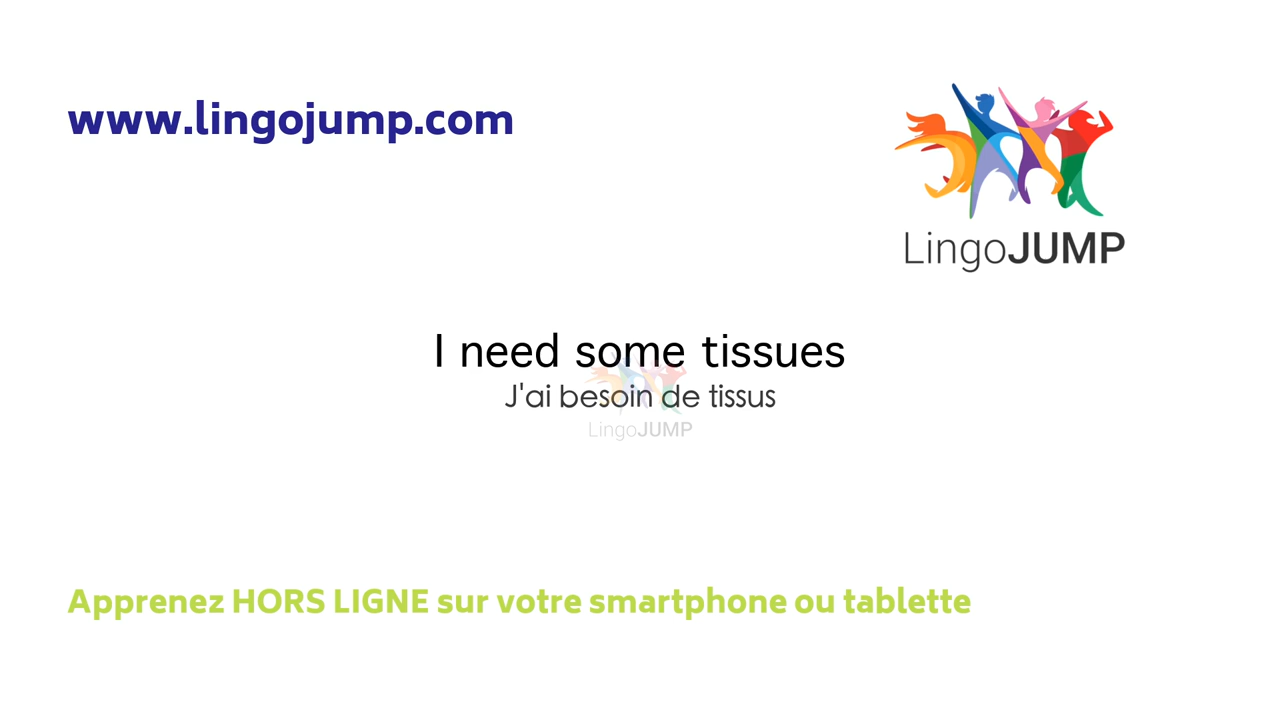 www.lingojump.com
LingoJUMP
I need some tissues
J'ai besoin de tissus
LingoJUMP
Apprenez HORS LIGNE sur votre smartphone ou tablette